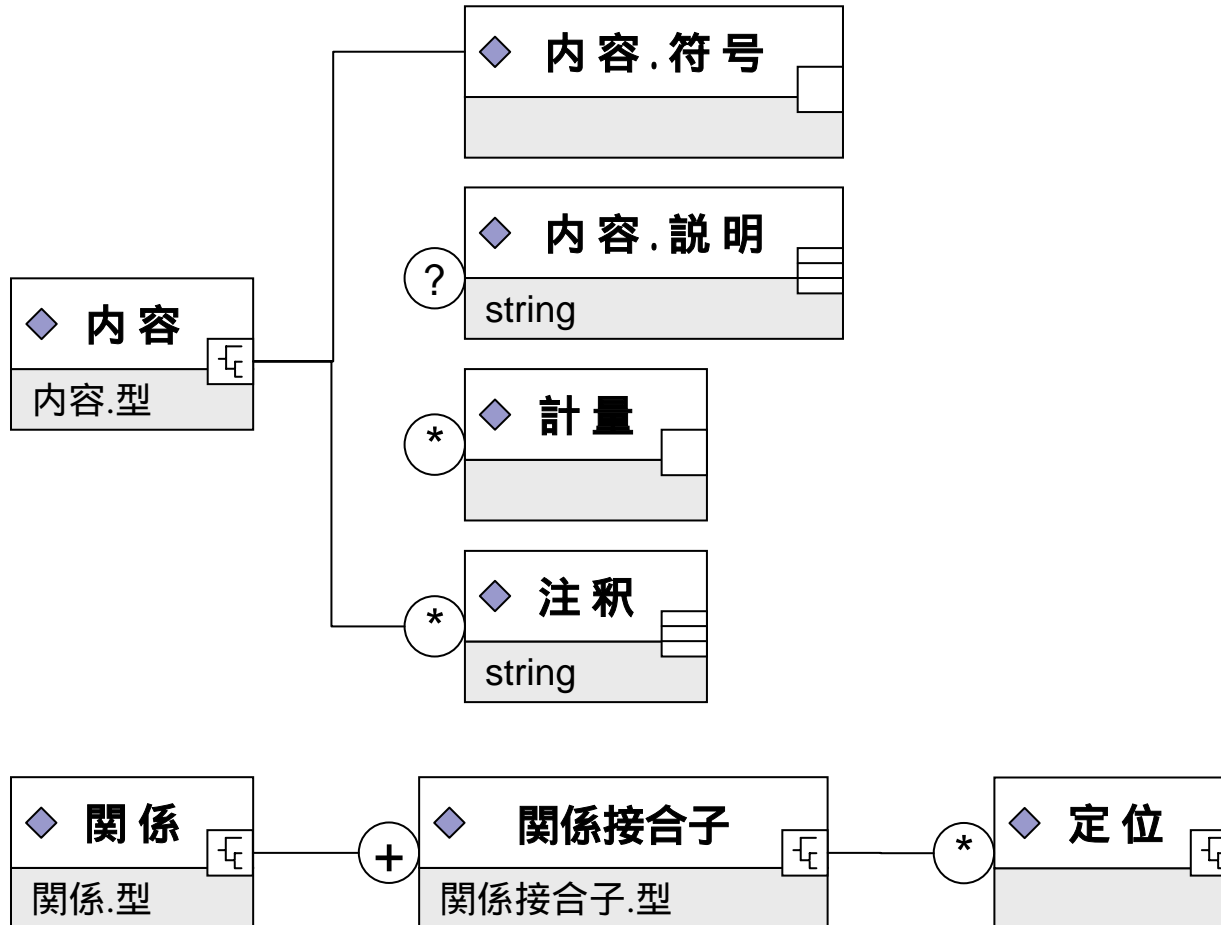 内容.符号
内容.説明
?
string
内容
内容.型
計量
*
注釈
*
string
関係
関係.型
+
関係接合子
関係接合子.型
*
定位